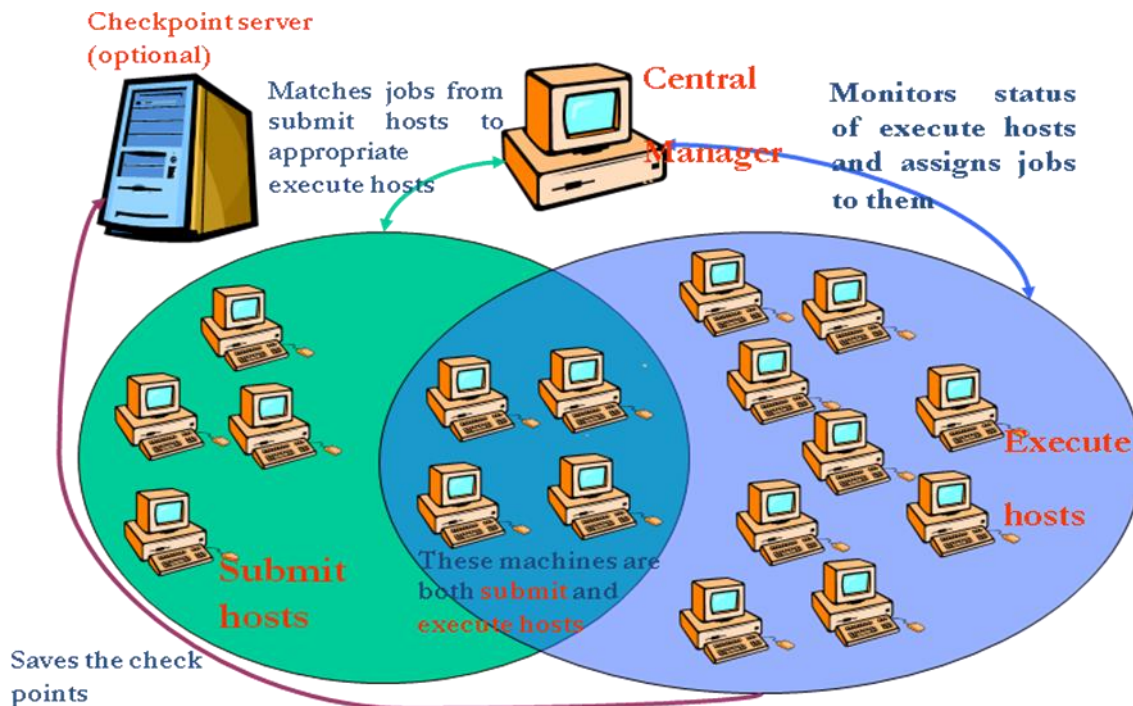 Checkpoint server
(optional)
Matches jobs from
submit hosts to
appropriate
execute hosts
Central
Manager
Monitors status
of execute hosts
and assigns jobs
to them
Submit
hosts
These machines are
both submit and
execute hosts
Execute
hosts
Saves the check
points